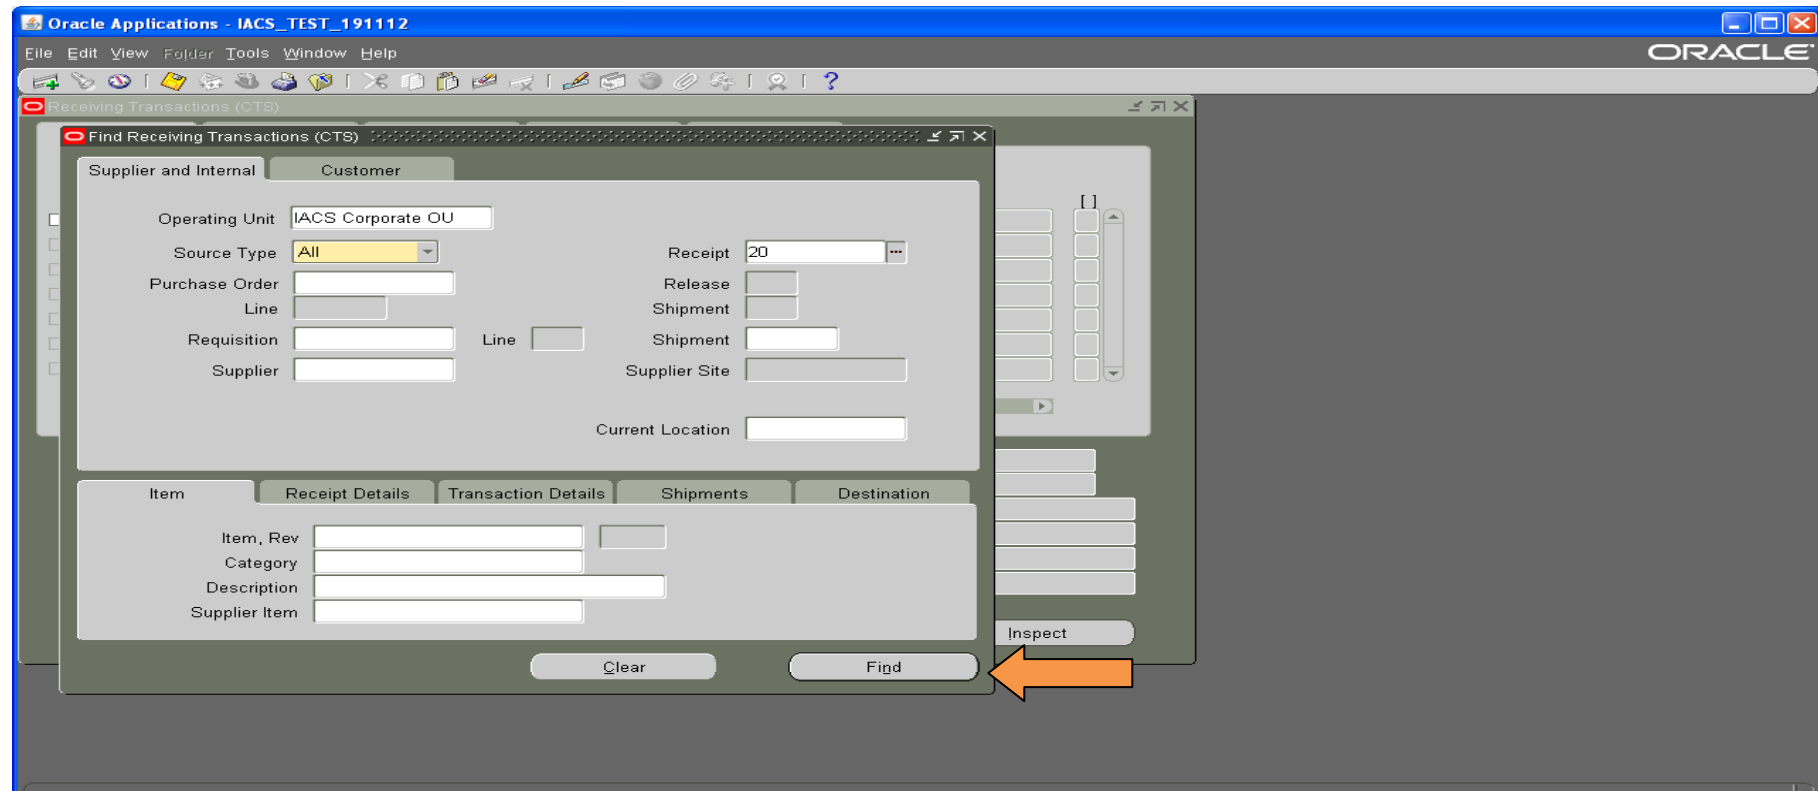 Oracle Applications - IACS_TEST_191112
File Edit View Folder Tools Window Help
ORACLE
Receiving Transactions (CTS)
Find Receiving Transactions (CTS)
Supplier and Internal Customer
[ ]
Operating Unit IACS Corporate OU
Source Type All Receipt 20
Purchase Order Release
Line Shipment
Requisition Line Shipment
Supplier Supplier Site
Current Location
Item Receipt Details Transaction Details Shipments Destination
Item, Rev
Category
Description
Supplier Item
Inspect
Clear Find